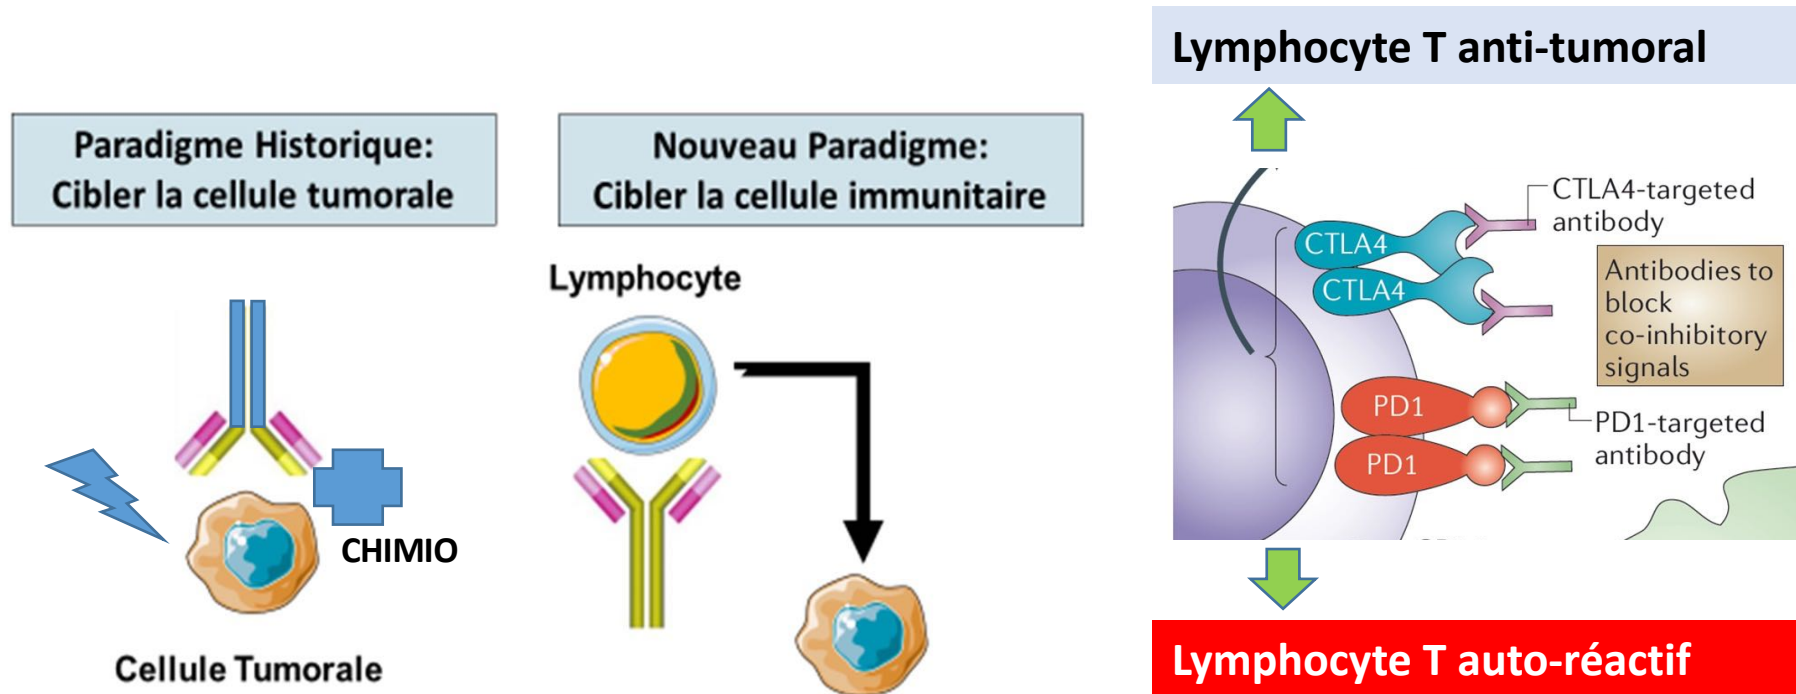 Paradigme Historique:
Cibler la cellule tumorale
CHIMIO
Cellule Tumorale
Nouveau Paradigme:
Cibler la cellule immunitaire
Lymphocyte
Lymphocyte T anti-tumoral
CTLA4
CTLA4
CTLA4-targeted
antibody
Antibodies to
block
co-inhibitory
signals
PD1
PD1
PD1-targeted
antibody
Lymphocyte T auto-réactif